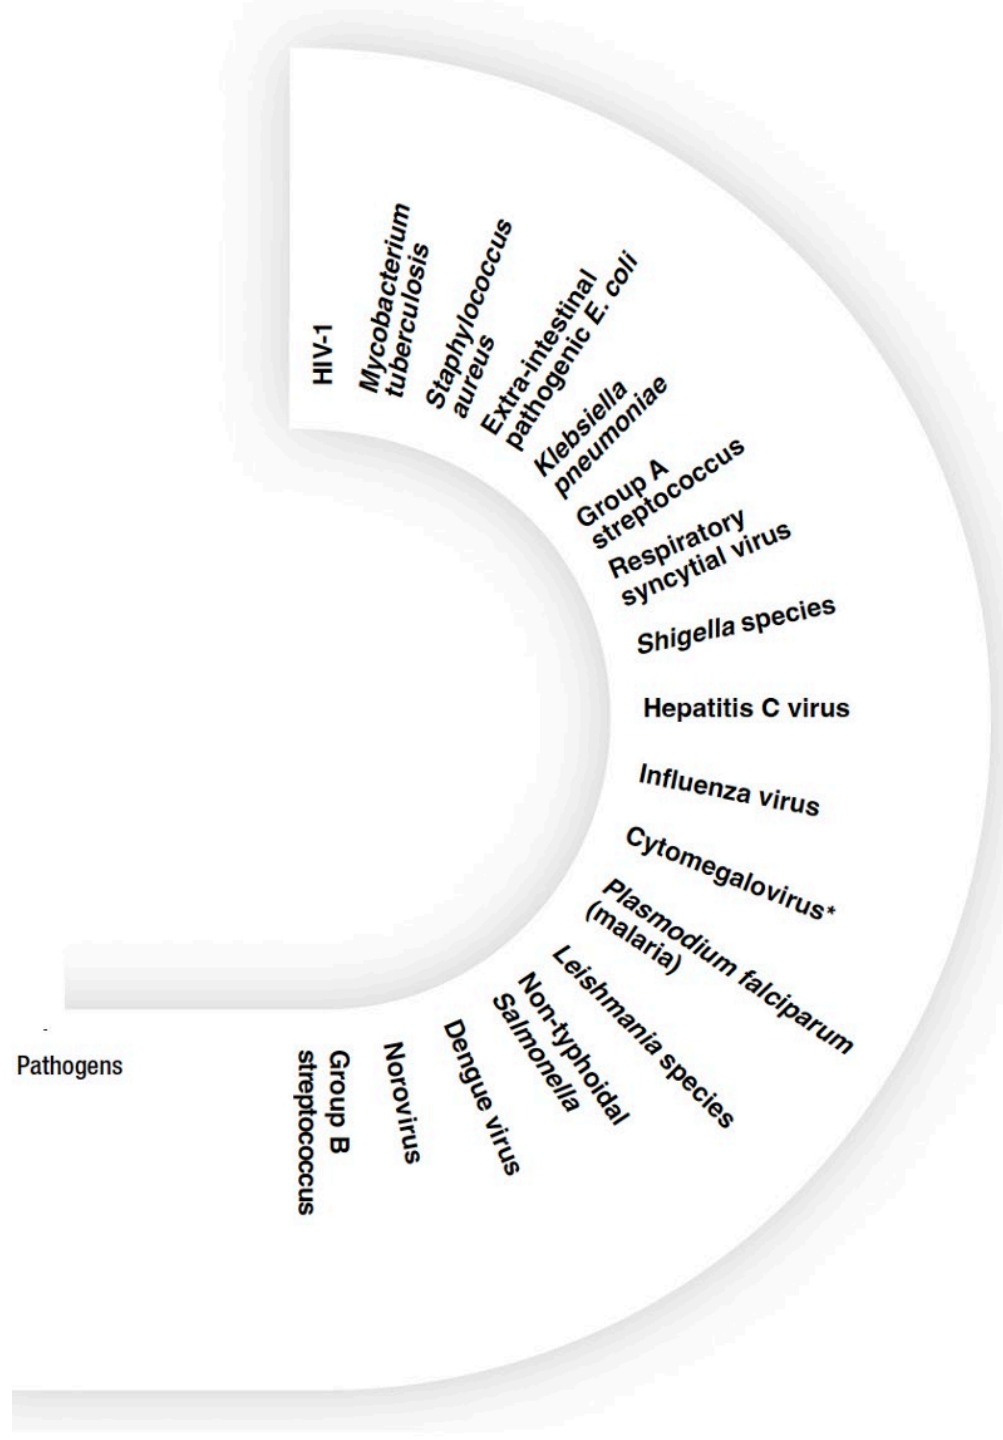 HIV-1
Mycobacterium
tuberculosis
Staphylococcus
aureus
Extra-intestinal
pathogenic E. coli
Klebsiella
pneumoniae
Group A
streptococcus
Respiratory
syncytial virus
Shigella species
Hepatitis C virus
Influenza virus
Cytomegalovirus*
Plasmodium falciparum
(malaria)
Leishmania species
Non-typhoidal
Salmonella
Dengue virus
Norovirus
Group B
streptococcus
-
Pathogens